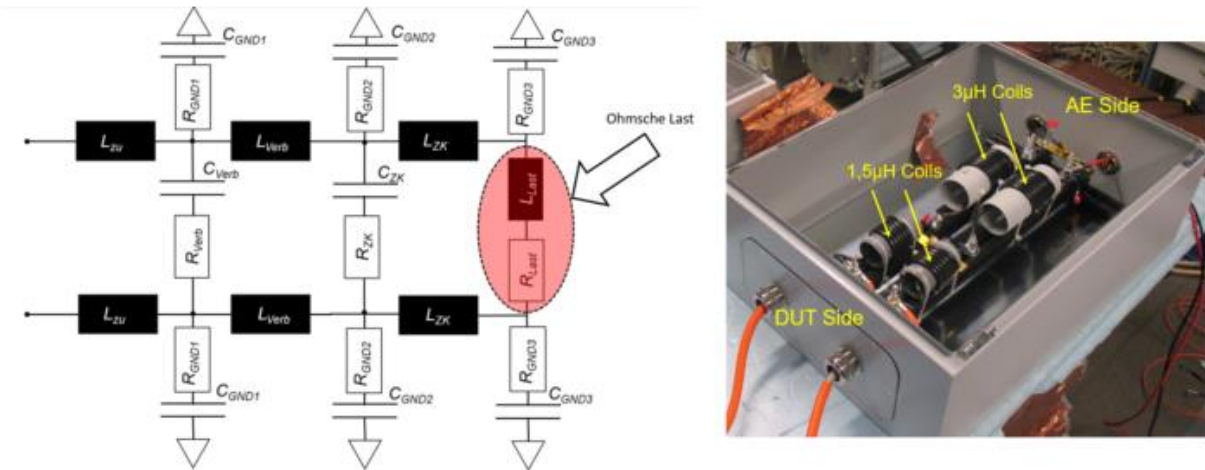 C_GND1
C_GND2
C_GND3
R_GND1
R_GND2
R_GND3
Ohmsche Last
L_zu
L_Verb
L_ZK
C_Verb
C_ZK
L_Last
R_Verb
R_ZK
R_Last
L_zu
L_Verb
L_ZK
R_GND1
R_GND2
R_GND3
C_GND1
C_GND2
C_GND3
3µH Coils
AE Side
1,5µH Coils
DUT Side